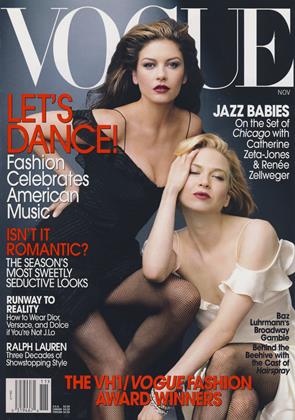 VOGUE
NOV
LET'S
DANCE!
Fashion
Celebrates
American
Music
ISN'T IT
ROMANTIC?
THE SEASON'S
MOST SWEETLY
SEDUCTIVE LOOKS
RUNWAY TO
REALITY
How to Wear Dior,
Versace, and Dolce
if You're Not J.Lo
RALPH LAUREN
Three Decades of
Showstopping Style
JAZZ BABIES
On the Set of
Chicago with
Catherine
Zeta-Jones
& Renée
Zellweger
Baz
Luhrmann's
Broadway
Gamble
Behind the
Beehive with
the Cast of
Hairspray
THE VH1/VOGUE FASHION
AWARD WINNERS